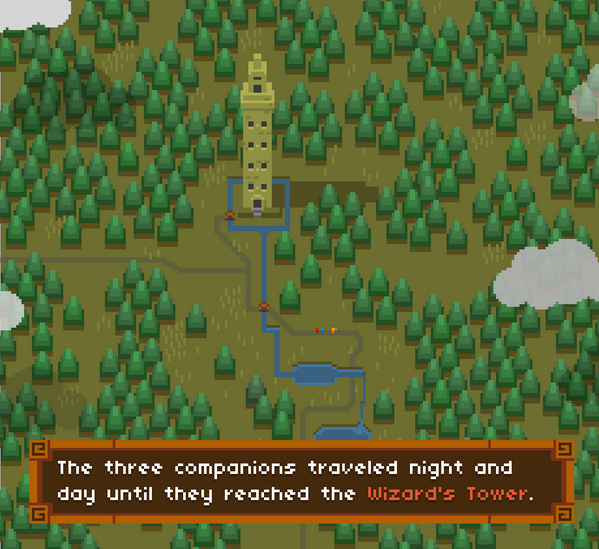 The three companions traveled night and
day until they reached the Wizard's Tower.